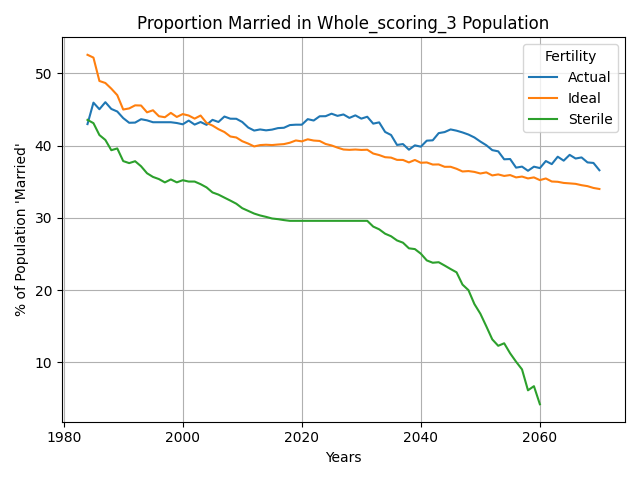 Proportion Married in Whole_scoring_3 Population
Fertility
Actual
Ideal
Sterile
% of Population 'Married'
50
40
30
20
10
1980
2000
2020
2040
2060
Years